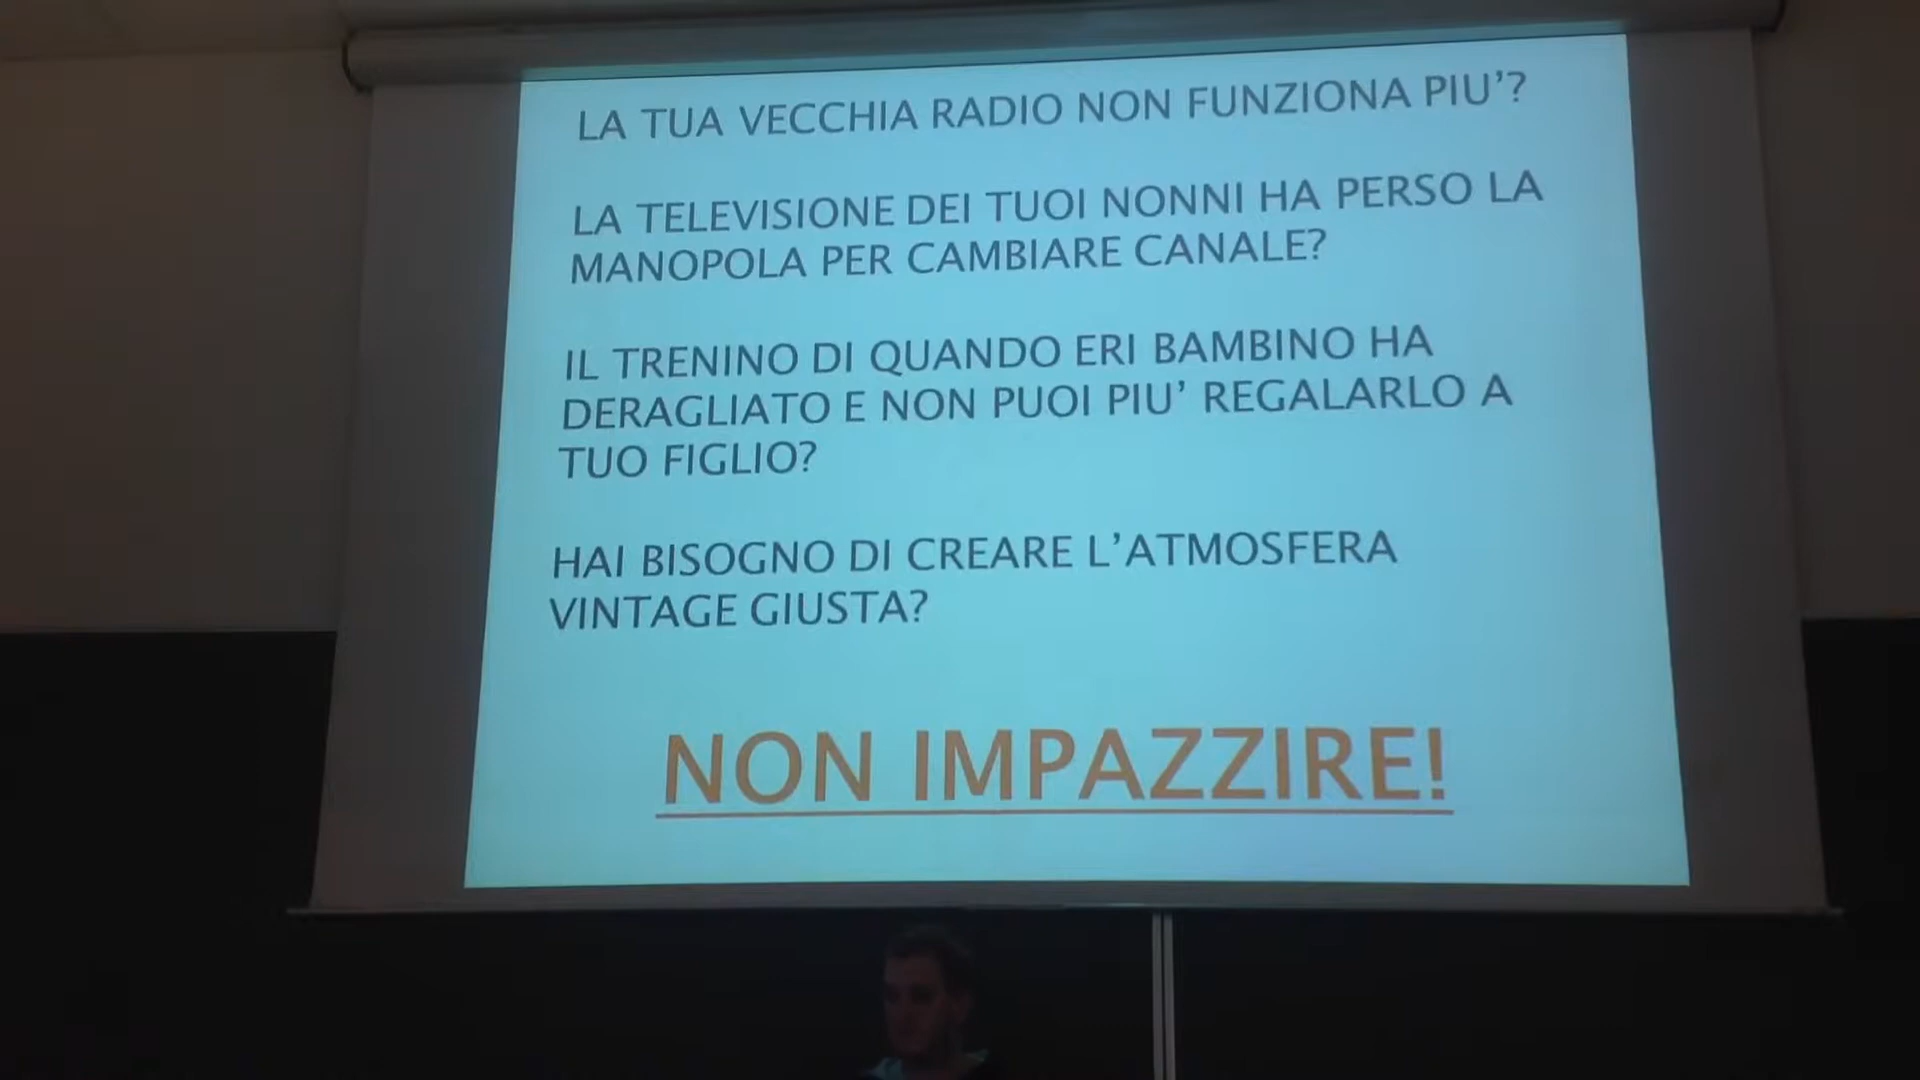 LA TUA VECCHIA RADIO NON FUNZIONA PIU'?
LA TELEVISIONE DEI TUOI NONNI HA PERSO LA
MANOPOLA PER CAMBIARE CANALE?
IL TRENINO DI QUANDO ERI BAMBINO HA
DERAGLIATO E NON PUOI PIU' REGALARLO A
TUO FIGLIO?
HAI BISOGNO DI CREARE L'ATMOSFERA
VINTAGE GIUSTA?
NON IMPAZZIRE!